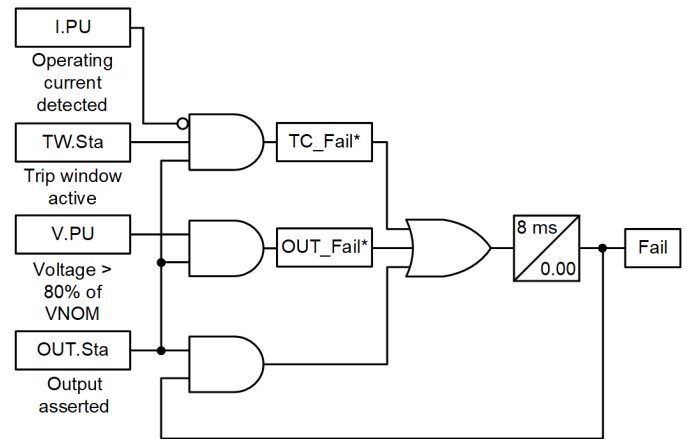 I.PU
Operating
current
detected
TW.Sta
Trip window
active
V.PU
Voltage >
80% of
VNOM
OUT.Sta
Output
asserted
TC_Fail*
OUT_Fail*
8 ms
0.00
Fail